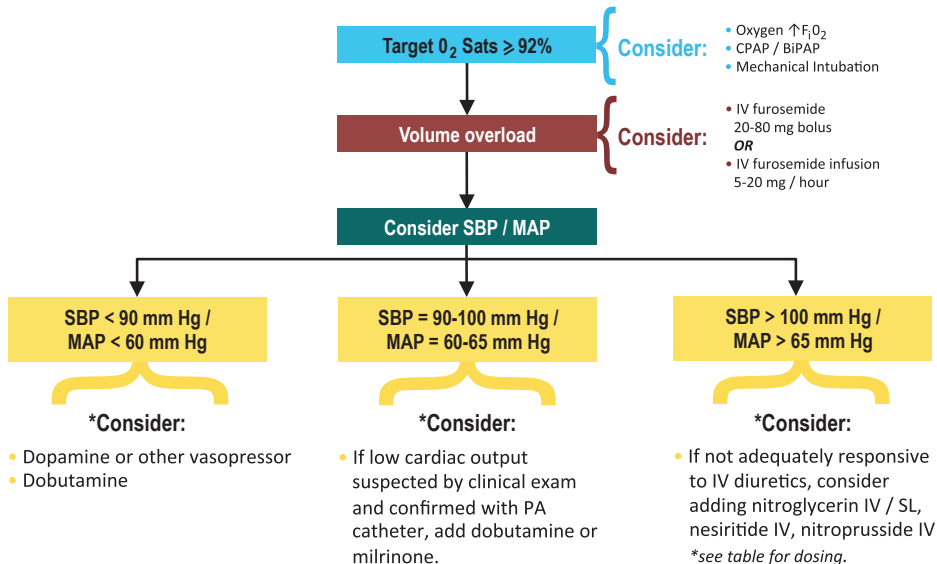 Target 0₂ Sats ⩾ 92%
Consider:
• Oxygen ↑FᵢO₂
• CPAP / BiPAP
• Mechanical Intubation
Volume overload
Consider:
• IV furosemide
20-80 mg bolus
OR
• IV furosemide infusion
5-20 mg / hour
Consider SBP / MAP
SBP < 90 mm Hg /
MAP < 60 mm Hg
*Consider:
• Dopamine or other vasopressor
• Dobutamine
SBP = 90-100 mm Hg /
MAP = 60-65 mm Hg
*Consider:
• If low cardiac output
suspected by clinical exam
and confirmed with PA
catheter, add dobutamine or
milrinone.
SBP > 100 mm Hg /
MAP > 65 mm Hg
*Consider:
• If not adequately responsive
to IV diuretics, consider
adding nitroglycerin IV / SL,
nesiritide IV, nitroprusside IV
*see table for dosing.